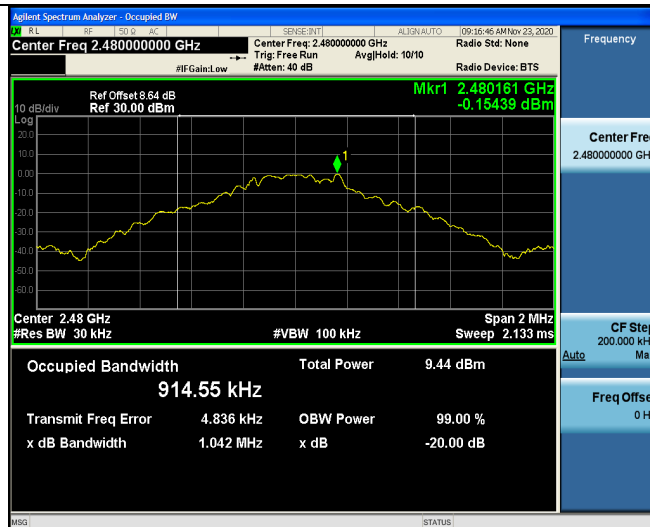 Agilent Spectrum Analyzer - Occupied BW
LXI RL RF 50 Ω AC SENSE:INT ALIGN AUTO 09:16:46 AM Nov 23, 2020
Center Freq 2.480000000 GHz
Center Freq: 2.480000000 GHz
Radio Std: None
Trig: Free Run Avg|Hold: 10/10
#IFGain:Low #Atten: 40 dB Radio Device: BTS
Ref Offset 8.64 dB
10 dB/div Ref 30.00 dBm
Mkr1 2.480161 GHz
-0.15439 dBm
Log
20.0
10.0
0.00
-10.0
-20.0
-30.0
-40.0
-50.0
-60.0
1
Center 2.48 GHz Span 2 MHz
#Res BW 30 kHz #VBW 100 kHz Sweep 2.133 ms
Occupied Bandwidth Total Power 9.44 dBm
914.55 kHz
Transmit Freq Error 4.836 kHz OBW Power 99.00 %
x dB Bandwidth 1.042 MHz x dB -20.00 dB
MSG STATUS
Frequency
Center Fre
2.480000000 GH
CF Step
200.000 kH
Auto Ma
Freq Offse
0 H